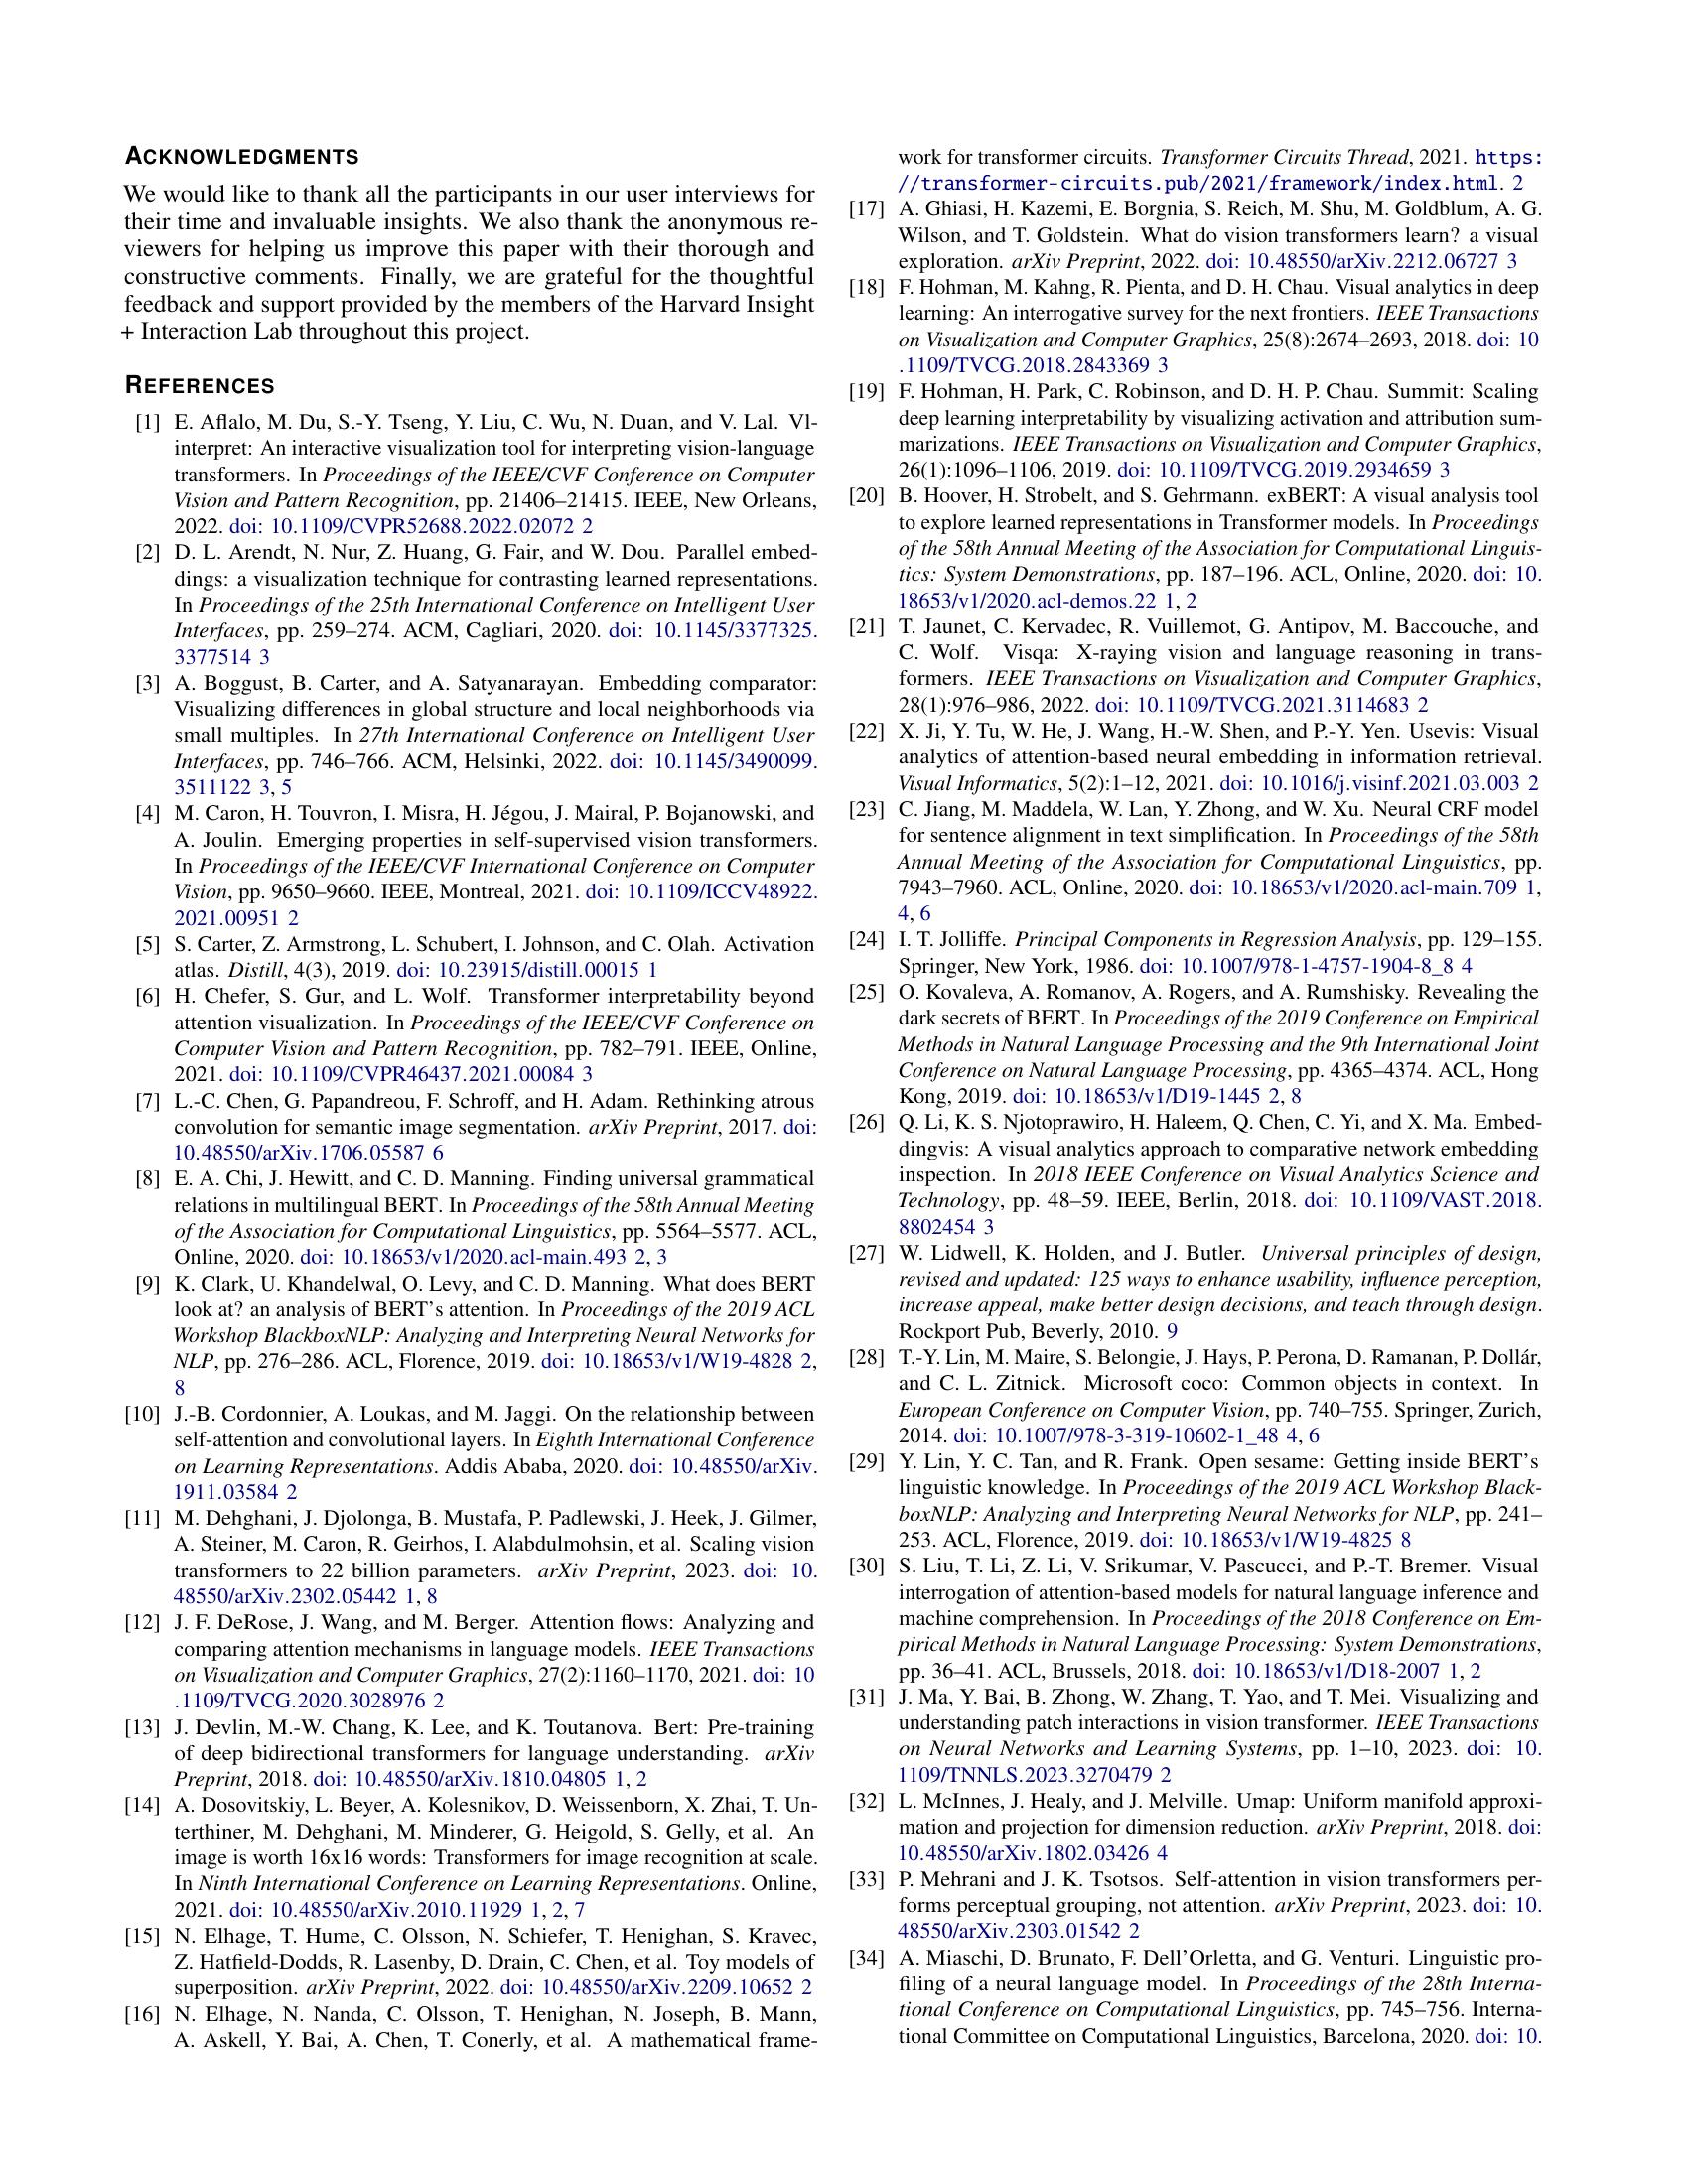 ACKNOWLEDGMENTS
We would like to thank all the participants in our user interviews for
their time and invaluable insights. We also thank the anonymous re-
viewers for helping us improve this paper with their thorough and
constructive comments. Finally, we are grateful for the thoughtful
feedback and support provided by the members of the Harvard Insight
+ Interaction Lab throughout this project.
REFERENCES
[1] E. Aflalo, M. Du, S.-Y. Tseng, Y. Liu, C. Wu, N. Duan, and V. Lal. Vl-
interpret: An interactive visualization tool for interpreting vision-language
transformers. In Proceedings of the IEEE/CVF Conference on Computer
Vision and Pattern Recognition, pp. 21406–21415. IEEE, New Orleans,
2022. doi: 10.1109/CVPR52688.2022.02072 2
[2] D. L. Arendt, N. Nur, Z. Huang, G. Fair, and W. Dou. Parallel embed-
dings: a visualization technique for contrasting learned representations.
In Proceedings of the 25th International Conference on Intelligent User
Interfaces, pp. 259–274. ACM, Cagliari, 2020. doi: 10.1145/3377325.
3377514 3
[3] A. Boggust, B. Carter, and A. Satyanarayan. Embedding comparator:
Visualizing differences in global structure and local neighborhoods via
small multiples. In 27th International Conference on Intelligent User
Interfaces, pp. 746–766. ACM, Helsinki, 2022. doi: 10.1145/3490099.
3511122 3, 5
[4] M. Caron, H. Touvron, I. Misra, H. Jégou, J. Mairal, P. Bojanowski, and
A. Joulin. Emerging properties in self-supervised vision transformers.
In Proceedings of the IEEE/CVF International Conference on Computer
Vision, pp. 9650–9660. IEEE, Montreal, 2021. doi: 10.1109/ICCV48922.
2021.00951 2
[5] S. Carter, Z. Armstrong, L. Schubert, I. Johnson, and C. Olah. Activation
atlas. Distill, 4(3), 2019. doi: 10.23915/distill.00015 1
[6] H. Chefer, S. Gur, and L. Wolf. Transformer interpretability beyond
attention visualization. In Proceedings of the IEEE/CVF Conference on
Computer Vision and Pattern Recognition, pp. 782–791. IEEE, Online,
2021. doi: 10.1109/CVPR46437.2021.00084 3
[7] L.-C. Chen, G. Papandreou, F. Schroff, and H. Adam. Rethinking atrous
convolution for semantic image segmentation. arXiv Preprint, 2017. doi:
10.48550/arXiv.1706.05587 6
[8] E. A. Chi, J. Hewitt, and C. D. Manning. Finding universal grammatical
relations in multilingual BERT. In Proceedings of the 58th Annual Meeting
of the Association for Computational Linguistics, pp. 5564–5577. ACL,
Online, 2020. doi: 10.18653/v1/2020.acl-main.493 2, 3
[9] K. Clark, U. Khandelwal, O. Levy, and C. D. Manning. What does BERT
look at? an analysis of BERT's attention. In Proceedings of the 2019 ACL
Workshop BlackboxNLP: Analyzing and Interpreting Neural Networks for
NLP, pp. 276–286. ACL, Florence, 2019. doi: 10.18653/v1/W19-4828 2,
8
[10] J.-B. Cordonnier, A. Loukas, and M. Jaggi. On the relationship between
self-attention and convolutional layers. In Eighth International Conference
on Learning Representations. Addis Ababa, 2020. doi: 10.48550/arXiv.
1911.03584 2
[11] M. Dehghani, J. Djolonga, B. Mustafa, P. Padlewski, J. Heek, J. Gilmer,
A. Steiner, M. Caron, R. Geirhos, I. Alabdulmohsin, et al. Scaling vision
transformers to 22 billion parameters. arXiv Preprint, 2023. doi: 10.
48550/arXiv.2302.05442 1, 8
[12] J. F. DeRose, J. Wang, and M. Berger. Attention flows: Analyzing and
comparing attention mechanisms in language models. IEEE Transactions
on Visualization and Computer Graphics, 27(2):1160–1170, 2021. doi: 10
.1109/TVCG.2020.3028976 2
[13] J. Devlin, M.-W. Chang, K. Lee, and K. Toutanova. Bert: Pre-training
of deep bidirectional transformers for language understanding. arXiv
Preprint, 2018. doi: 10.48550/arXiv.1810.04805 1, 2
[14] A. Dosovitskiy, L. Beyer, A. Kolesnikov, D. Weissenborn, X. Zhai, T. Un-
terthiner, M. Dehghani, M. Minderer, G. Heigold, S. Gelly, et al. An
image is worth 16x16 words: Transformers for image recognition at scale.
In Ninth International Conference on Learning Representations. Online,
2021. doi: 10.48550/arXiv.2010.11929 1, 2, 7
[15] N. Elhage, T. Hume, C. Olsson, N. Schiefer, T. Henighan, S. Kravec,
Z. Hatfield-Dodds, R. Lasenby, D. Drain, C. Chen, et al. Toy models of
superposition. arXiv Preprint, 2022. doi: 10.48550/arXiv.2209.10652 2
[16] N. Elhage, N. Nanda, C. Olsson, T. Henighan, N. Joseph, B. Mann,
A. Askell, Y. Bai, A. Chen, T. Conerly, et al. A mathematical frame-
work for transformer circuits. Transformer Circuits Thread, 2021. https:
//transformer-circuits.pub/2021/framework/index.html. 2
[17] A. Ghiasi, H. Kazemi, E. Borgnia, S. Reich, M. Shu, M. Goldblum, A. G.
Wilson, and T. Goldstein. What do vision transformers learn? a visual
exploration. arXiv Preprint, 2022. doi: 10.48550/arXiv.2212.06727 3
[18] F. Hohman, M. Kahng, R. Pienta, and D. H. Chau. Visual analytics in deep
learning: An interrogative survey for the next frontiers. IEEE Transactions
on Visualization and Computer Graphics, 25(8):2674–2693, 2018. doi: 10
.1109/TVCG.2018.2843369 3
[19] F. Hohman, H. Park, C. Robinson, and D. H. P. Chau. Summit: Scaling
deep learning interpretability by visualizing activation and attribution sum-
marizations. IEEE Transactions on Visualization and Computer Graphics,
26(1):1096–1106, 2019. doi: 10.1109/TVCG.2019.2934659 3
[20] B. Hoover, H. Strobelt, and S. Gehrmann. exBERT: A visual analysis tool
to explore learned representations in Transformer models. In Proceedings
of the 58th Annual Meeting of the Association for Computational Linguis-
tics: System Demonstrations, pp. 187–196. ACL, Online, 2020. doi: 10.
18653/v1/2020.acl-demos.22 1, 2
[21] T. Jaunet, C. Kervadec, R. Vuillemot, G. Antipov, M. Baccouche, and
C. Wolf. Visqa: X-raying vision and language reasoning in trans-
formers. IEEE Transactions on Visualization and Computer Graphics,
28(1):976–986, 2022. doi: 10.1109/TVCG.2021.3114683 2
[22] X. Ji, Y. Tu, W. He, J. Wang, H.-W. Shen, and P.-Y. Yen. Usevis: Visual
analytics of attention-based neural embedding in information retrieval.
Visual Informatics, 5(2):1–12, 2021. doi: 10.1016/j.visinf.2021.03.003 2
[23] C. Jiang, M. Maddela, W. Lan, Y. Zhong, and W. Xu. Neural CRF model
for sentence alignment in text simplification. In Proceedings of the 58th
Annual Meeting of the Association for Computational Linguistics, pp.
7943–7960. ACL, Online, 2020. doi: 10.18653/v1/2020.acl-main.709 1,
4, 6
[24] I. T. Jolliffe. Principal Components in Regression Analysis, pp. 129–155.
Springer, New York, 1986. doi: 10.1007/978-1-4757-1904-8_8 4
[25] O. Kovaleva, A. Romanov, A. Rogers, and A. Rumshisky. Revealing the
dark secrets of BERT. In Proceedings of the 2019 Conference on Empirical
Methods in Natural Language Processing and the 9th International Joint
Conference on Natural Language Processing, pp. 4365–4374. ACL, Hong
Kong, 2019. doi: 10.18653/v1/D19-1445 2, 8
[26] Q. Li, K. S. Njotoprawiro, H. Haleem, Q. Chen, C. Yi, and X. Ma. Embed-
dingvis: A visual analytics approach to comparative network embedding
inspection. In 2018 IEEE Conference on Visual Analytics Science and
Technology, pp. 48–59. IEEE, Berlin, 2018. doi: 10.1109/VAST.2018.
8802454 3
[27] W. Lidwell, K. Holden, and J. Butler. Universal principles of design,
revised and updated: 125 ways to enhance usability, influence perception,
increase appeal, make better design decisions, and teach through design.
Rockport Pub, Beverly, 2010. 9
[28] T.-Y. Lin, M. Maire, S. Belongie, J. Hays, P. Perona, D. Ramanan, P. Dollár,
and C. L. Zitnick. Microsoft coco: Common objects in context. In
European Conference on Computer Vision, pp. 740–755. Springer, Zurich,
2014. doi: 10.1007/978-3-319-10602-1_48 4, 6
[29] Y. Lin, Y. C. Tan, and R. Frank. Open sesame: Getting inside BERT's
linguistic knowledge. In Proceedings of the 2019 ACL Workshop Black-
boxNLP: Analyzing and Interpreting Neural Networks for NLP, pp. 241–
253. ACL, Florence, 2019. doi: 10.18653/v1/W19-4825 8
[30] S. Liu, T. Li, Z. Li, V. Srikumar, V. Pascucci, and P.-T. Bremer. Visual
interrogation of attention-based models for natural language inference and
machine comprehension. In Proceedings of the 2018 Conference on Em-
pirical Methods in Natural Language Processing: System Demonstrations,
pp. 36–41. ACL, Brussels, 2018. doi: 10.18653/v1/D18-2007 1, 2
[31] J. Ma, Y. Bai, B. Zhong, W. Zhang, T. Yao, and T. Mei. Visualizing and
understanding patch interactions in vision transformer. IEEE Transactions
on Neural Networks and Learning Systems, pp. 1–10, 2023. doi: 10.
1109/TNNLS.2023.3270479 2
[32] L. McInnes, J. Healy, and J. Melville. Umap: Uniform manifold approxi-
mation and projection for dimension reduction. arXiv Preprint, 2018. doi:
10.48550/arXiv.1802.03426 4
[33] P. Mehrani and J. K. Tsotsos. Self-attention in vision transformers per-
forms perceptual grouping, not attention. arXiv Preprint, 2023. doi: 10.
48550/arXiv.2303.01542 2
[34] A. Miaschi, D. Brunato, F. Dell'Orletta, and G. Venturi. Linguistic pro-
filing of a neural language model. In Proceedings of the 28th Interna-
tional Conference on Computational Linguistics, pp. 745–756. Interna-
tional Committee on Computational Linguistics, Barcelona, 2020. doi: 10.